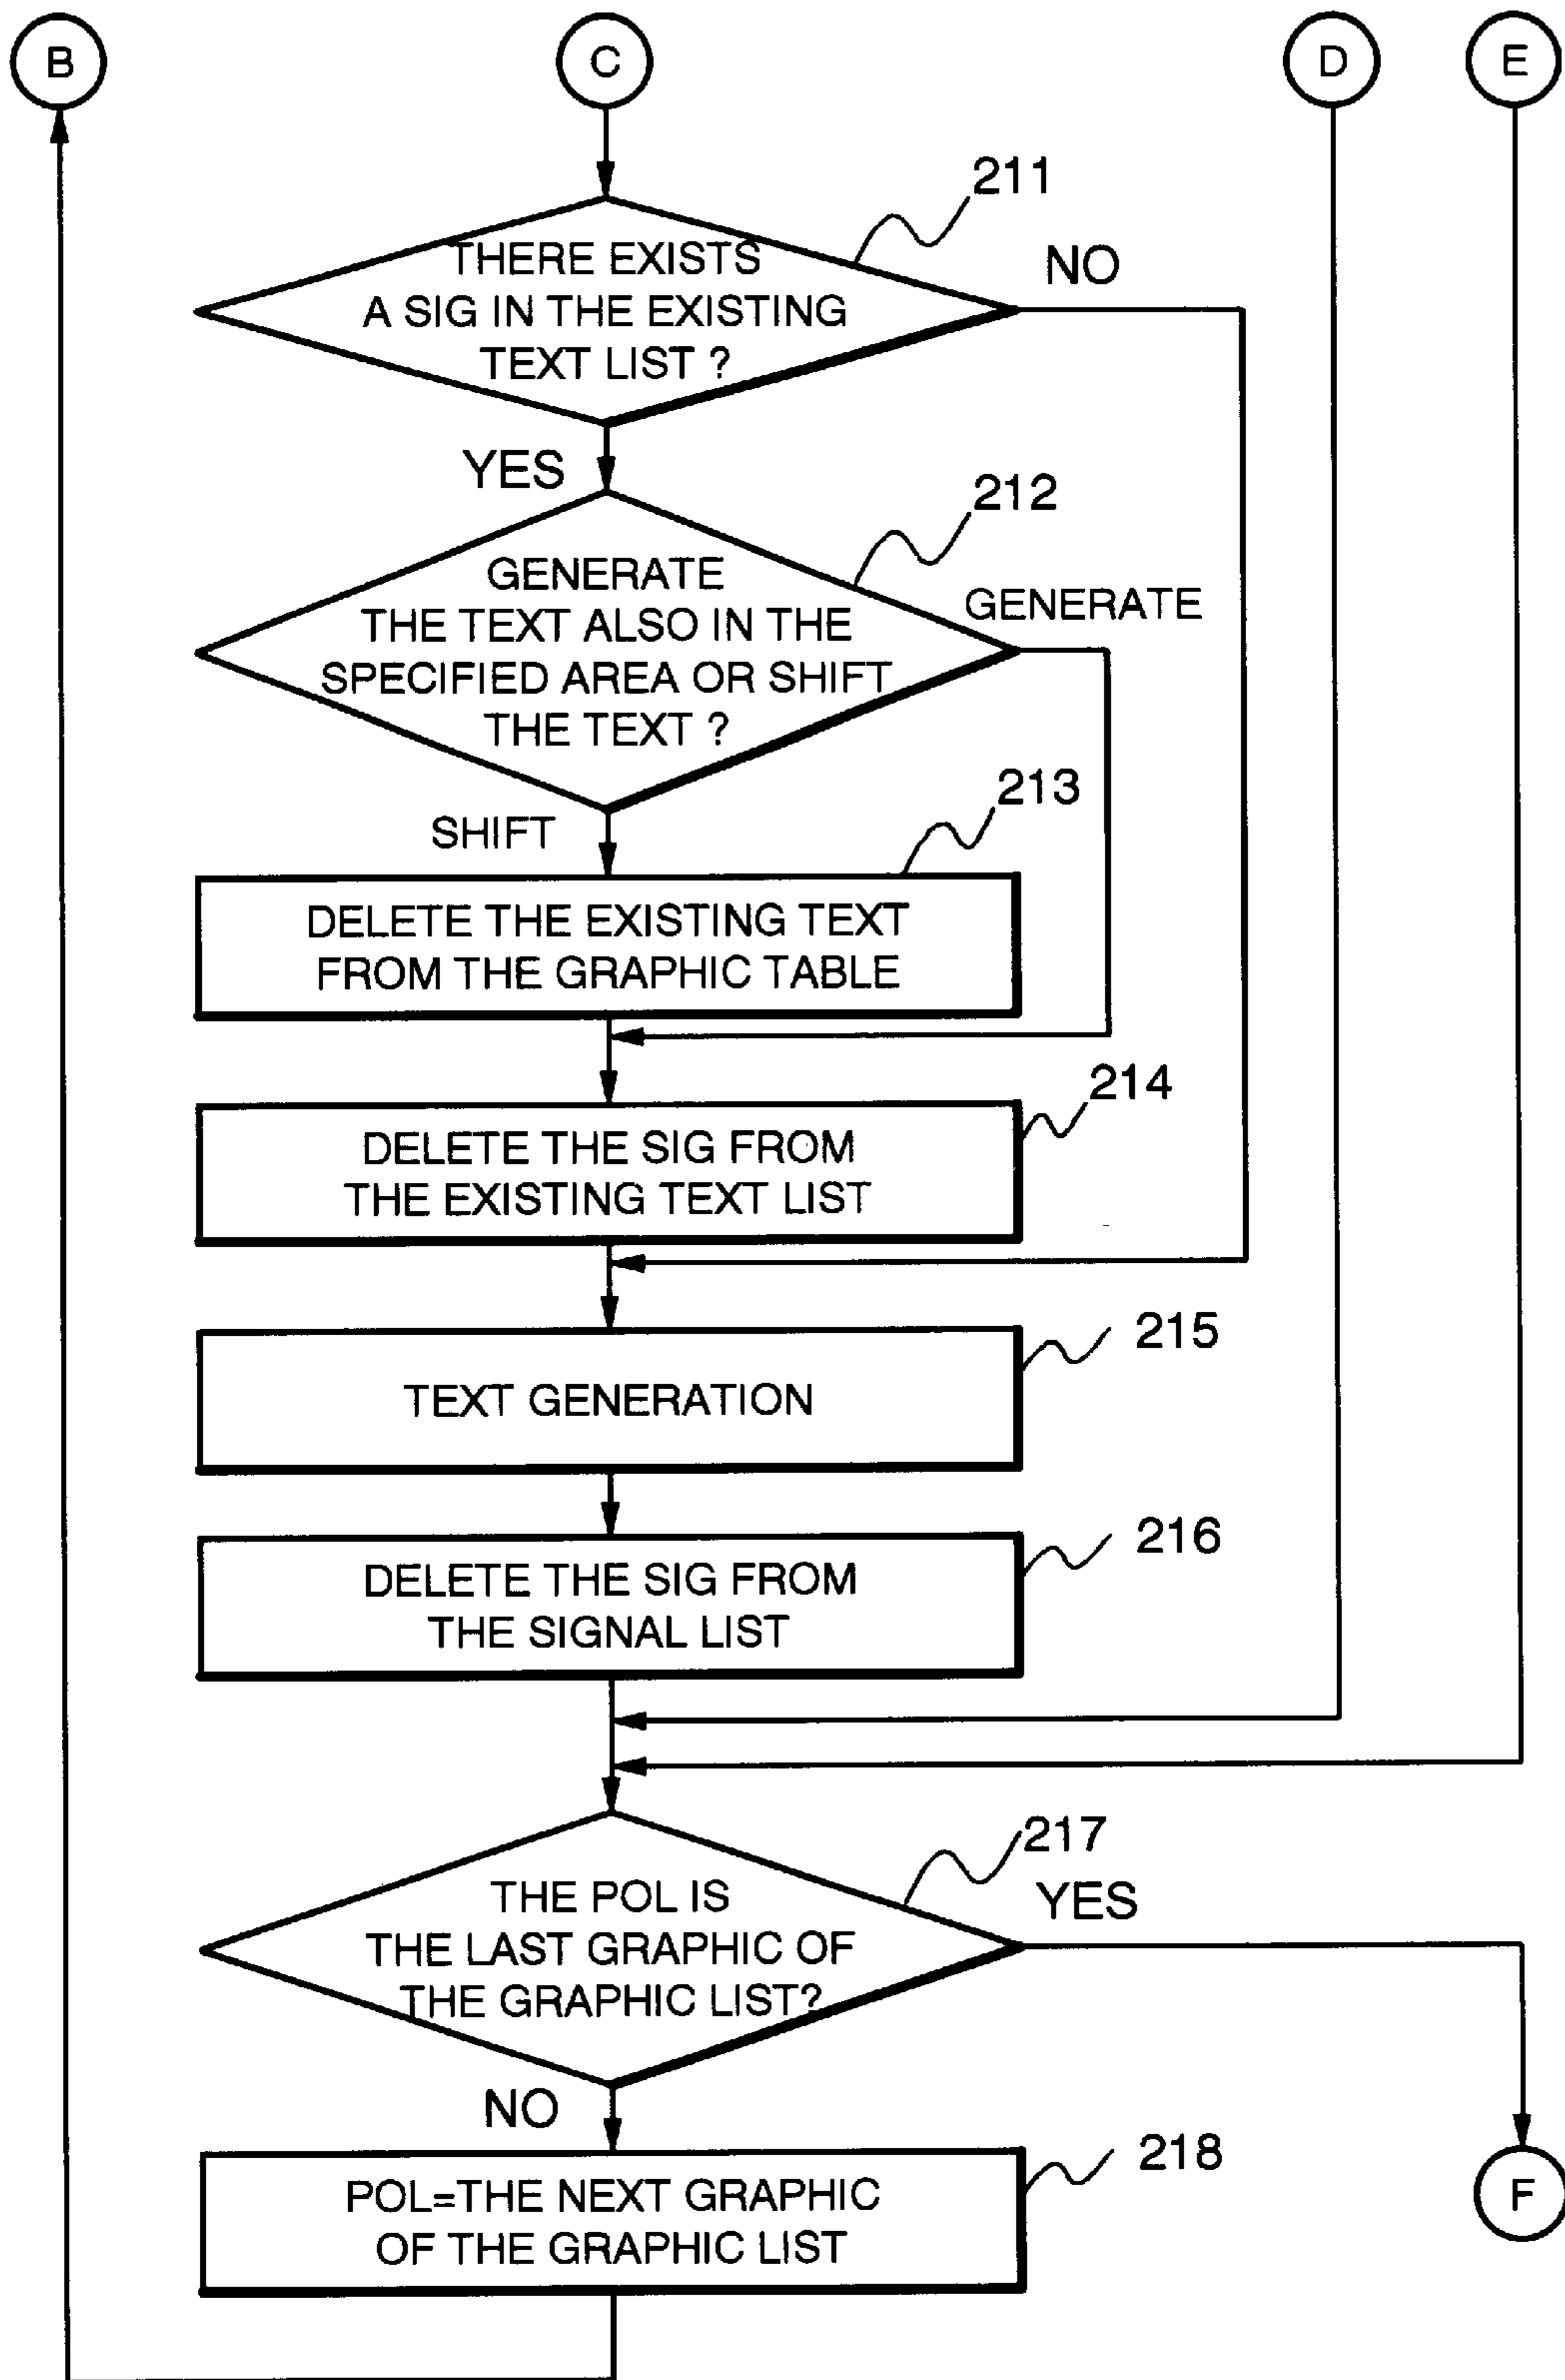 B
C
D
E
211
THERE EXISTS
A SIG IN THE EXISTING
TEXT LIST ?
NO
YES
212
GENERATE
THE TEXT ALSO IN THE
SPECIFIED AREA OR SHIFT
THE TEXT ?
GENERATE
SHIFT
213
DELETE THE EXISTING TEXT
FROM THE GRAPHIC TABLE
214
DELETE THE SIG FROM
THE EXISTING TEXT LIST
215
TEXT GENERATION
216
DELETE THE SIG FROM
THE SIGNAL LIST
217
THE POL IS
THE LAST GRAPHIC OF
THE GRAPHIC LIST?
YES
NO
218
POL=THE NEXT GRAPHIC
OF THE GRAPHIC LIST
F